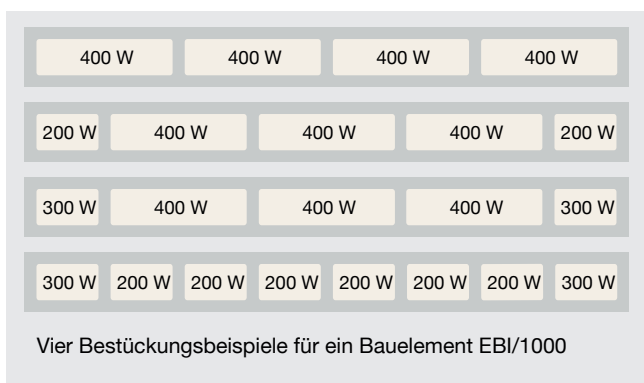 400 W 400 W 400 W 400 W
200 W 400 W 400 W 400 W 200 W
300 W 400 W 400 W 400 W 300 W
300 W 200 W 200 W 200 W 200 W 200 W 200 W 300 W
Vier Bestückungsbeispiele für ein Bauelement EBI/1000